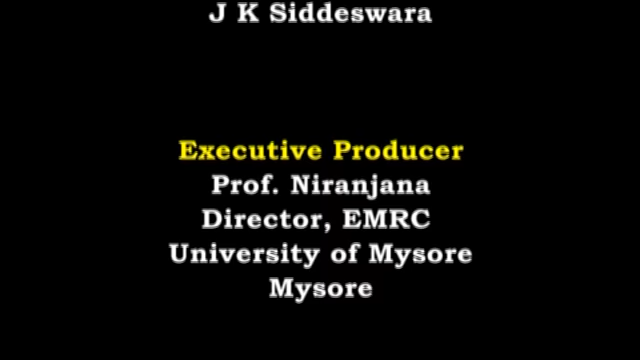 J K Siddeswara
Executive Producer
Prof. Niranjana
Director, EMRC
University of Mysore
Mysore